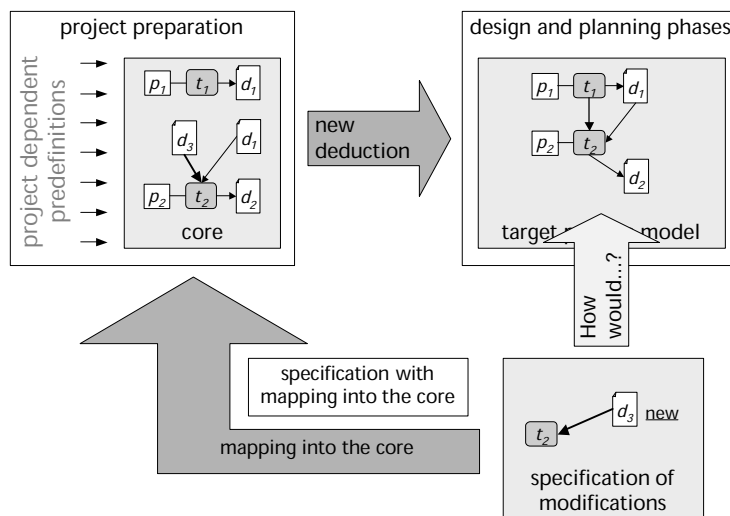 project preparation
project dependent
predefinitions
p1 t1 d1
d3 d1
p2 t2 d2
core
new
deduction
design and planning phases
p1 t1 d1
p2 t2
d2
target model
How
would...?
specification with
mapping into the core
mapping into the core
d3 new
t2
specification of
modifications